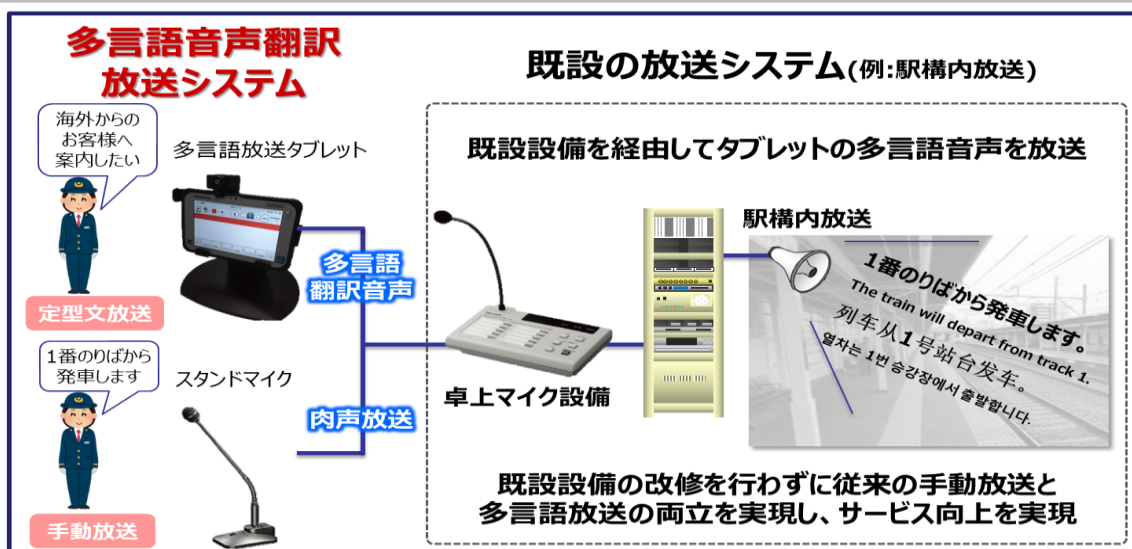 多言語音声翻訳
放送システム
海外からの
お客様へ
案内したい
多言語放送タブレット
定型文放送
1番のりばから
発車します
スタンドマイク
手動放送
多言語
翻訳音声
肉声放送
既設の放送システム(例:駅構内放送)
既設設備を経由してタブレットの多言語音声を放送
卓上マイク設備
駅構内放送
1番のりばから発車します。
The train will depart from track 1.
列车从1号站台发车。
열차는 1번 승강장에서 출발합니다.
既設設備の改修を行わずに従来の手動放送と
多言語放送の両立を実現し、サービス向上を実現